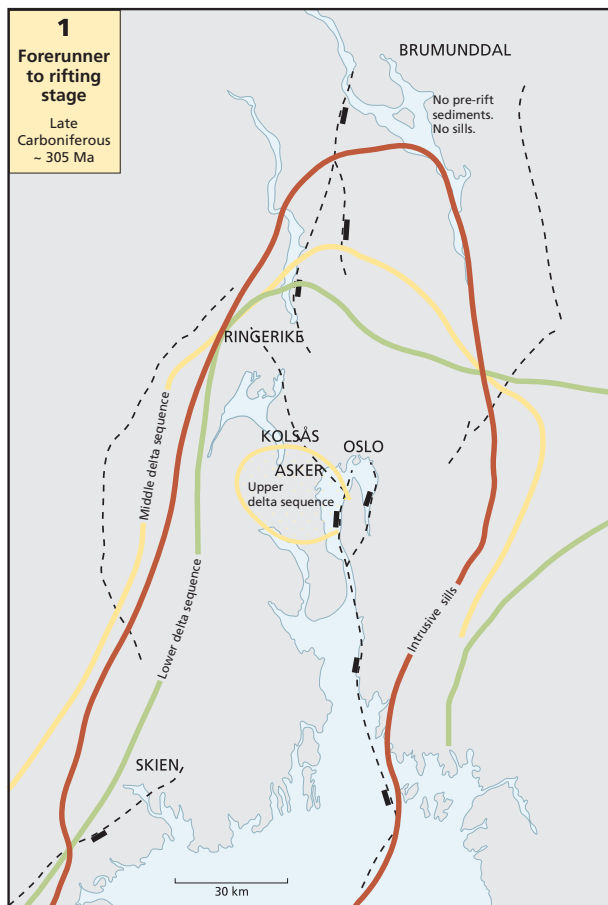 1
Forerunner
to rifting
stage
Late
Carboniferous
~ 305 Ma
BRUMUNDDAL
No pre-rift
sediments.
No sills.
RINGERIKE
Middle delta sequence
KOLSÅS
OSLO
ASKER
Upper
delta sequence
Lower delta sequence
Intrusive sills
SKIEN
30 km